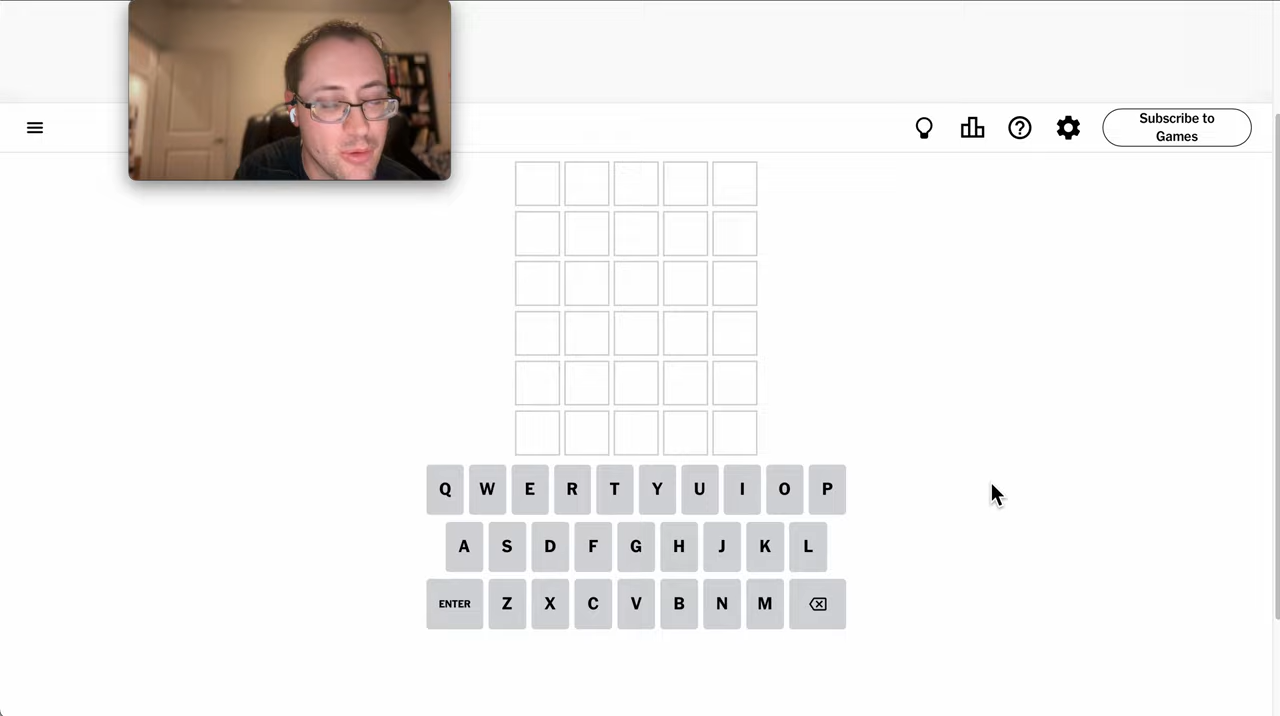 Subscribe to
Games
Q W E R T Y U I O P
A S D F G H J K L
ENTER Z X C V B N M